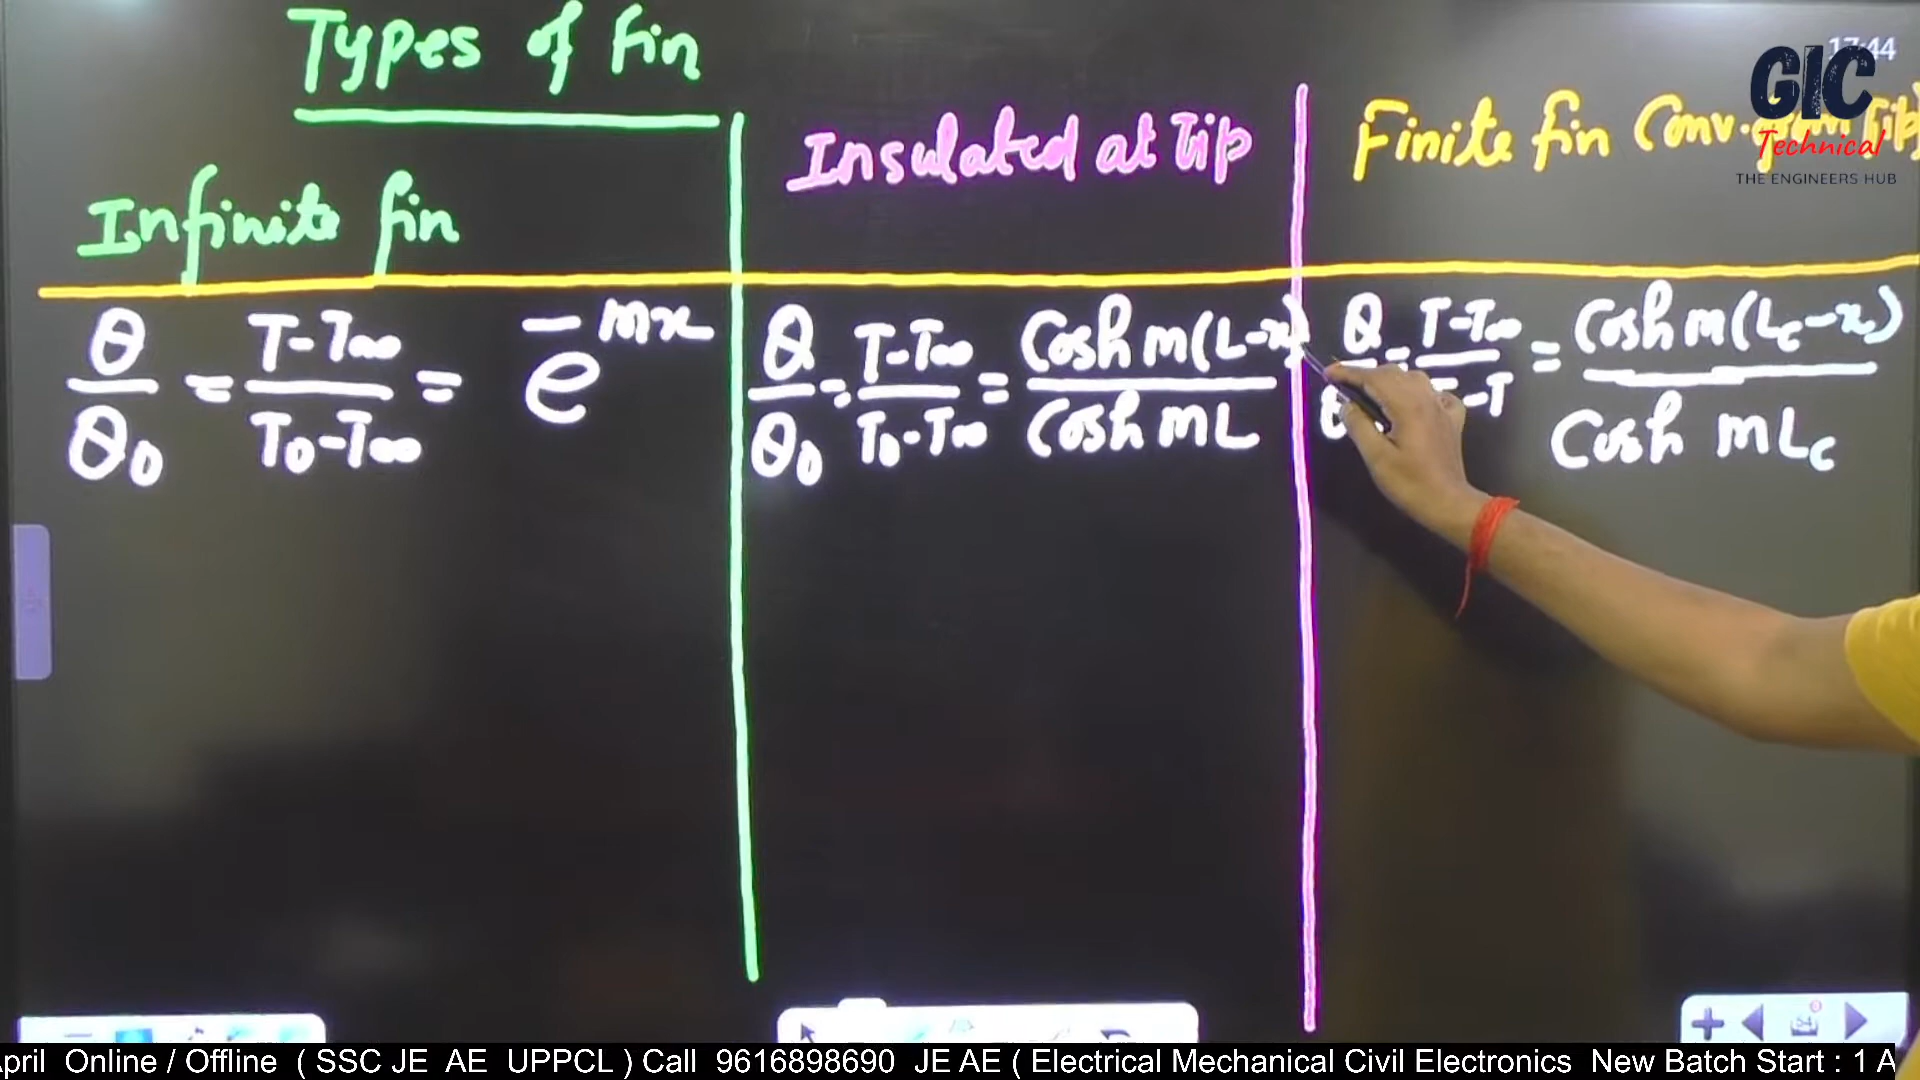 Types of fin
17:44
GIC
Technical
THE ENGINEERS HUB
Infinite fin
Insulated at tip
Finite fin Conv. Tip
θ/θ0 = T-T∞/T0-T∞ = e^-mx
θ/θ0 = T-T∞/T0-T∞ = Cosh m(L-x)/Cosh mL
θ = T-T∞/-T = Cosh m(Lc-x)/Cosh mLc
April Online / Offline ( SSC JE AE UPPCL ) Call 9616898690 JE AE ( Electrical Mechanical Civil Electronics New Batch Start : 1 A